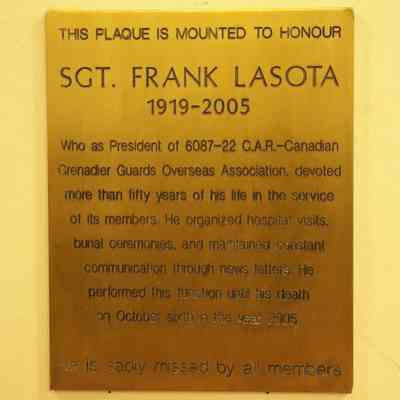 THIS PLAQUE IS MOUNTED TO HONOUR
SGT. FRANK LASOTA
1919-2005
Who as President of 6087-22 C.A.R.-Canadian
Grenadier Guards Overseas Association, devoted
more than fifty years of his life in the service
of its members. He organized hospital visits,
burial ceremonies, and maintained constant
communication through news letters. He
performed this function until his death
on October sixth in the year 2005
He is sadly missed by all members